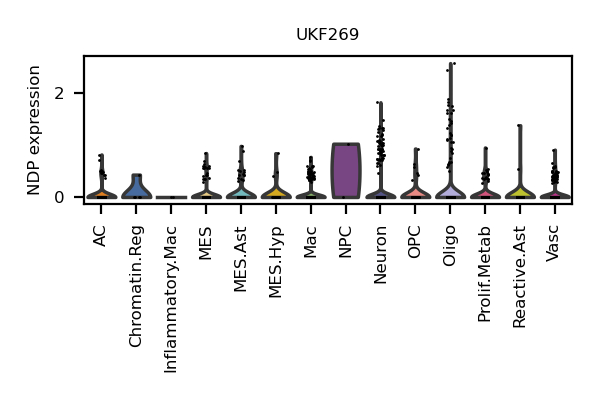 UKF269
NDP expression
2
0
AC
Chromatin.Reg
Inflammatory.Mac
MES
MES.Ast
MES.Hyp
Mac
NPC
Neuron
OPC
Oligo
Prolif.Metab
Reactive.Ast
Vasc